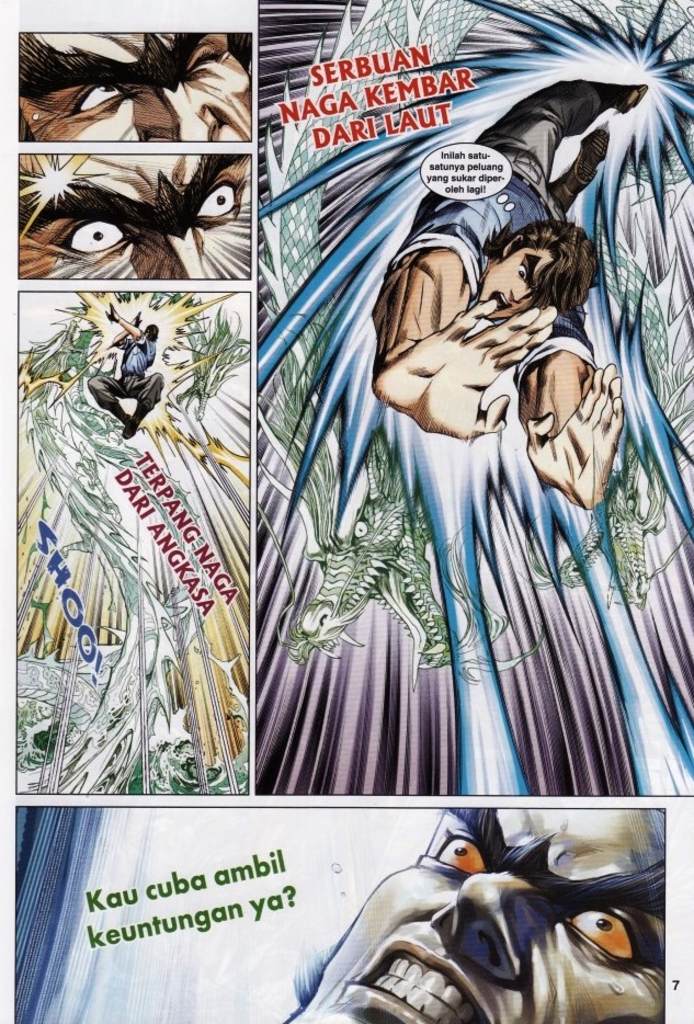 TERPANG NAGA
DARI ANGKASA
SHOOO!
SERBUAN
NAGA KEMBAR
DARI LAUT
Inilah satu-
satunya peluang
yang sukar diper-
oleh lagi!
Kau cuba ambil
keuntungan ya?
7